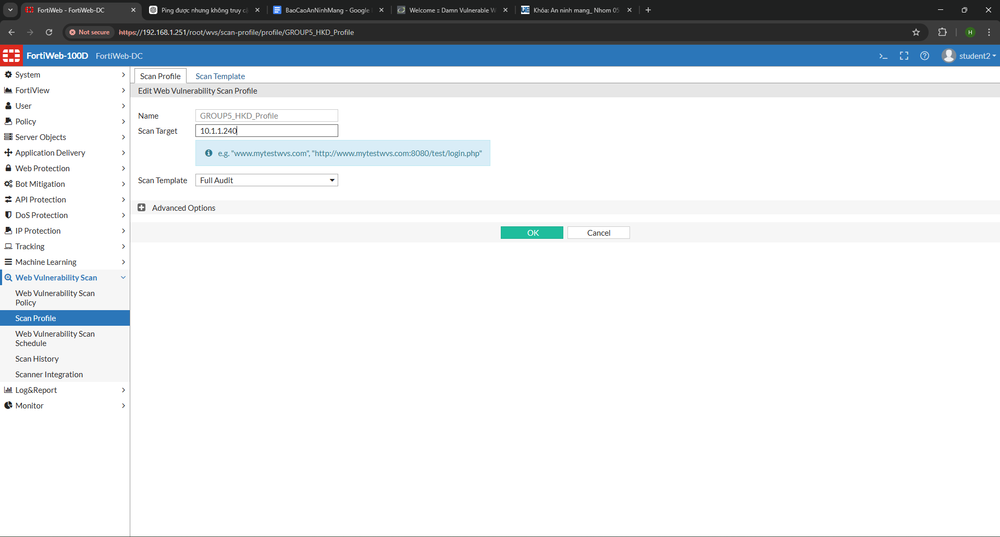 FortiWeb - FortiWeb-DC
Ping được nhưng không truy cậ
BaoCaoAnNinhMang - Google
Welcome :: Damn Vulnerable W
Khóa: An ninh mang_ Nhom 05
Not secure
https://192.168.1.251/root/wvs/scan-profile/profile/GROUP5_HKD_Profile
H
FortiWeb-100D FortiWeb-DC
student2
System
FortiView
User
Policy
Server Objects
Application Delivery
Web Protection
Bot Mitigation
API Protection
DoS Protection
IP Protection
Tracking
Machine Learning
Web Vulnerability Scan
Web Vulnerability Scan
Policy
Scan Profile
Web Vulnerability Scan
Schedule
Scan History
Scanner Integration
Log&Report
Monitor
Scan Profile
Scan Template
Edit Web Vulnerability Scan Profile
Name GROUP5_HKD_Profile
Scan Target 10.1.1.240
e.g. "www.mytestwvs.com", "http://www.mytestwvs.com:8080/test/login.php"
Scan Template Full Audit
Advanced Options
OK
Cancel